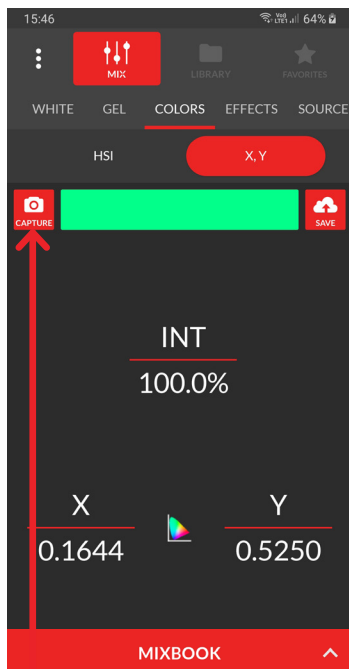 15:46 64%
MIX LIBRARY FAVORITES
WHITE GEL COLORS EFFECTS SOURCE
HSI X, Y
CAPTURE SAVE
INT
100.0%
X Y
0.1644 0.5250
MIXBOOK